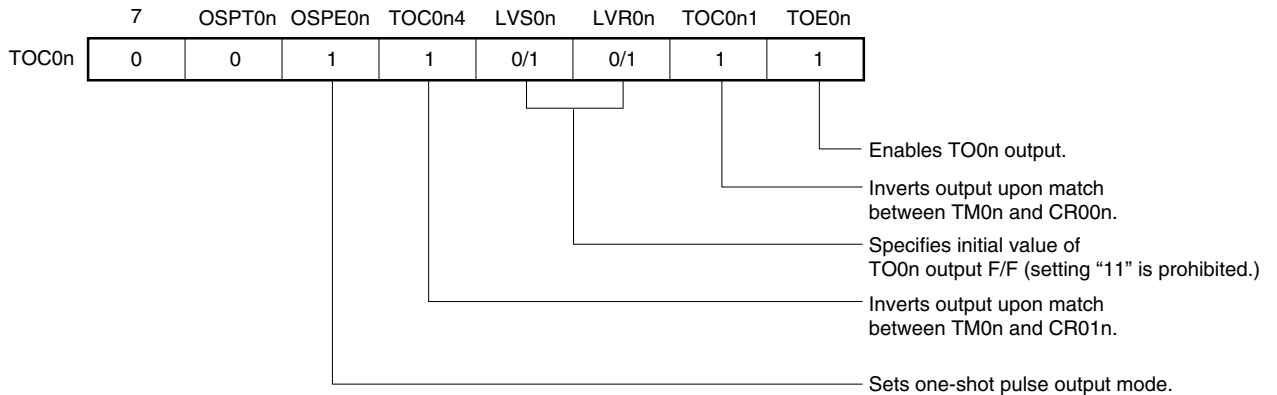 7 OSPT0n OSPE0n TOC0n4 LVS0n LVR0n TOC0n1 TOE0n
TOC0n 0 0 1 1 0/1 0/1 1 1
Enables TO0n output.
Inverts output upon match
between TM0n and CR00n.
Specifies initial value of
TO0n output F/F (setting “11” is prohibited.)
Inverts output upon match
between TM0n and CR01n.
Sets one-shot pulse output mode.